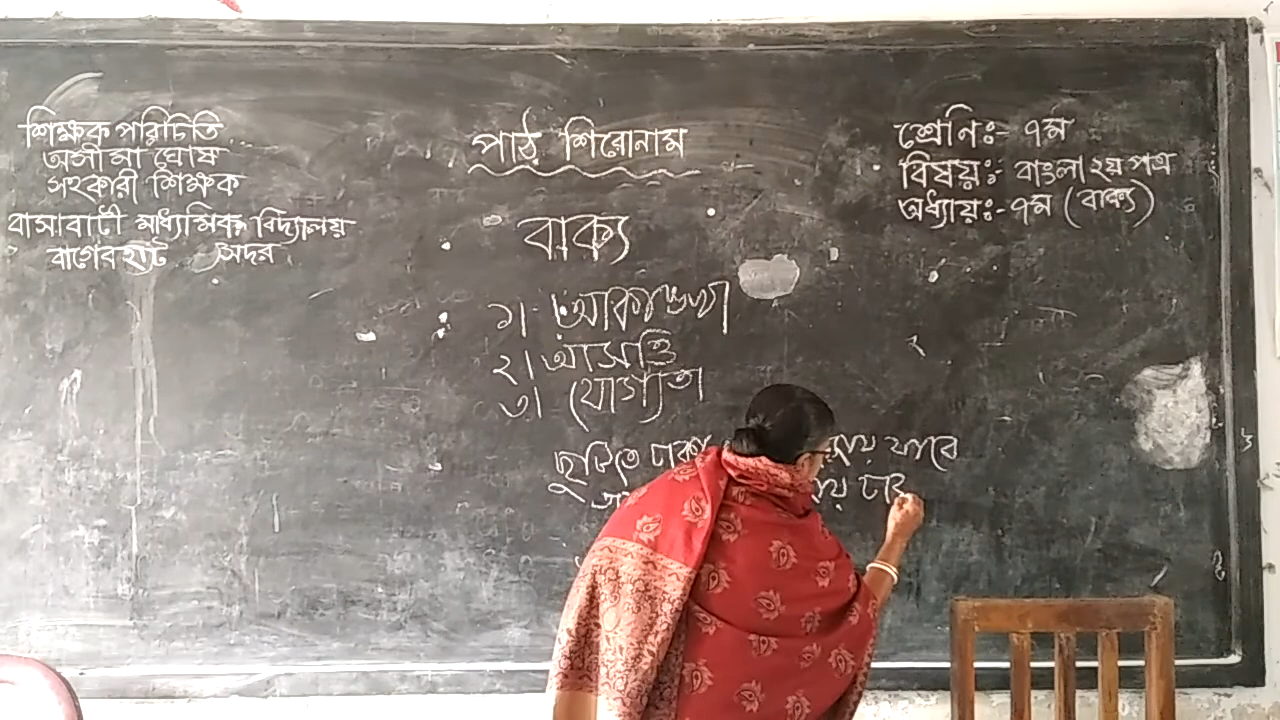 শিক্ষক পরিচিতি
অসীমা ঘোষ
সহকারী শিক্ষক
বাসাবাটী মাধ্যমিক বিদ্যালয়
বাগেরহাট সদর
পাঠ শিরোনাম
বাক্য
১। আকাঙ্ক্ষা
২। আসত্তি
৩। যোগ্যতা
ছুটিতে ঢাকা যাবে
শ্রেণিঃ- ৭ম
বিষয়ঃ- বাংলা ২য় পত্র
অধ্যায়ঃ- ৭ম (বাক্য)